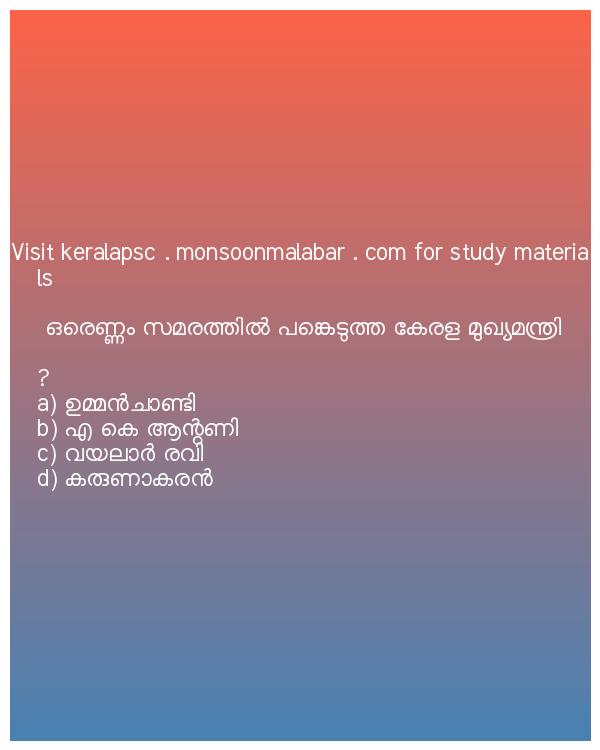 Visit keralapsc . monsoonmalabar . com for study materia
ls
ഒരെണ്ണം സമരത്തിൽ പങ്കെടുത്ത കേരള മുഖ്യമന്ത്രി
?
a) ഉമ്മൻചാണ്ടി
b) എ കെ ആന്റണി
c) വയലാർ രവി
d) കരുണാകരൻ